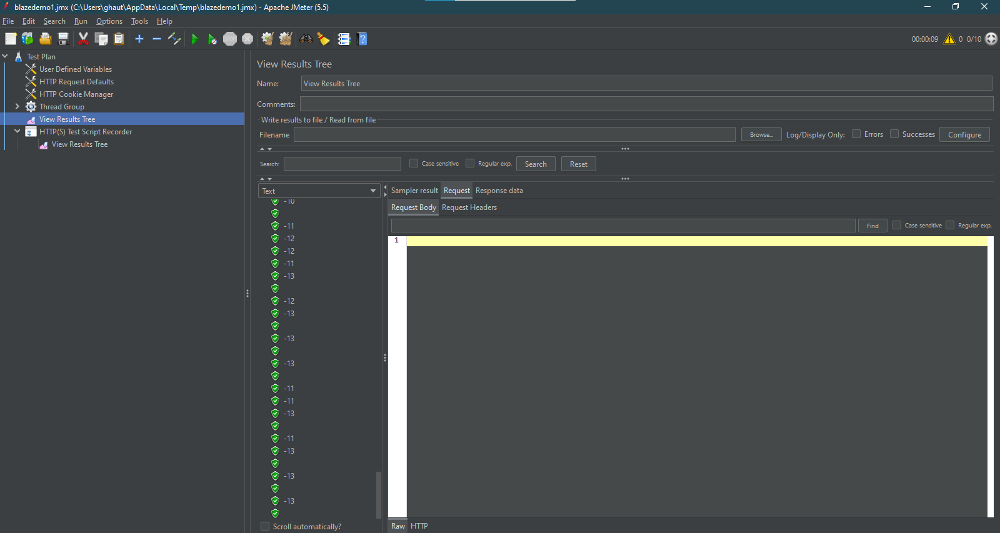 blazedemo1.jmx (C:\Users\ghaut\AppData\Local\Temp\blazedemo1.jmx) - Apache JMeter (5.5)
File Edit Search Run Options Tools Help
STOP
00:00:09 0 0/10
Test Plan
User Defined Variables
HTTP Request Defaults
HTTP Cookie Manager
Thread Group
View Results Tree
HTTP(S) Test Script Recorder
View Results Tree
View Results Tree
Name: View Results Tree
Comments:
Write results to file / Read from file
Filename Browse... Log/Display Only: Errors Successes Configure
Search: Case sensitive Regular exp. Search Reset
Text
-10
-11
-12
-12
-11
-13
-12
-13
-13
-13
-11
-11
-13
-11
-13
-13
-13
Scroll automatically?
Sampler result Request Response data
Request Body Request Headers
Find Case sensitive Regular exp.
1
Raw HTTP